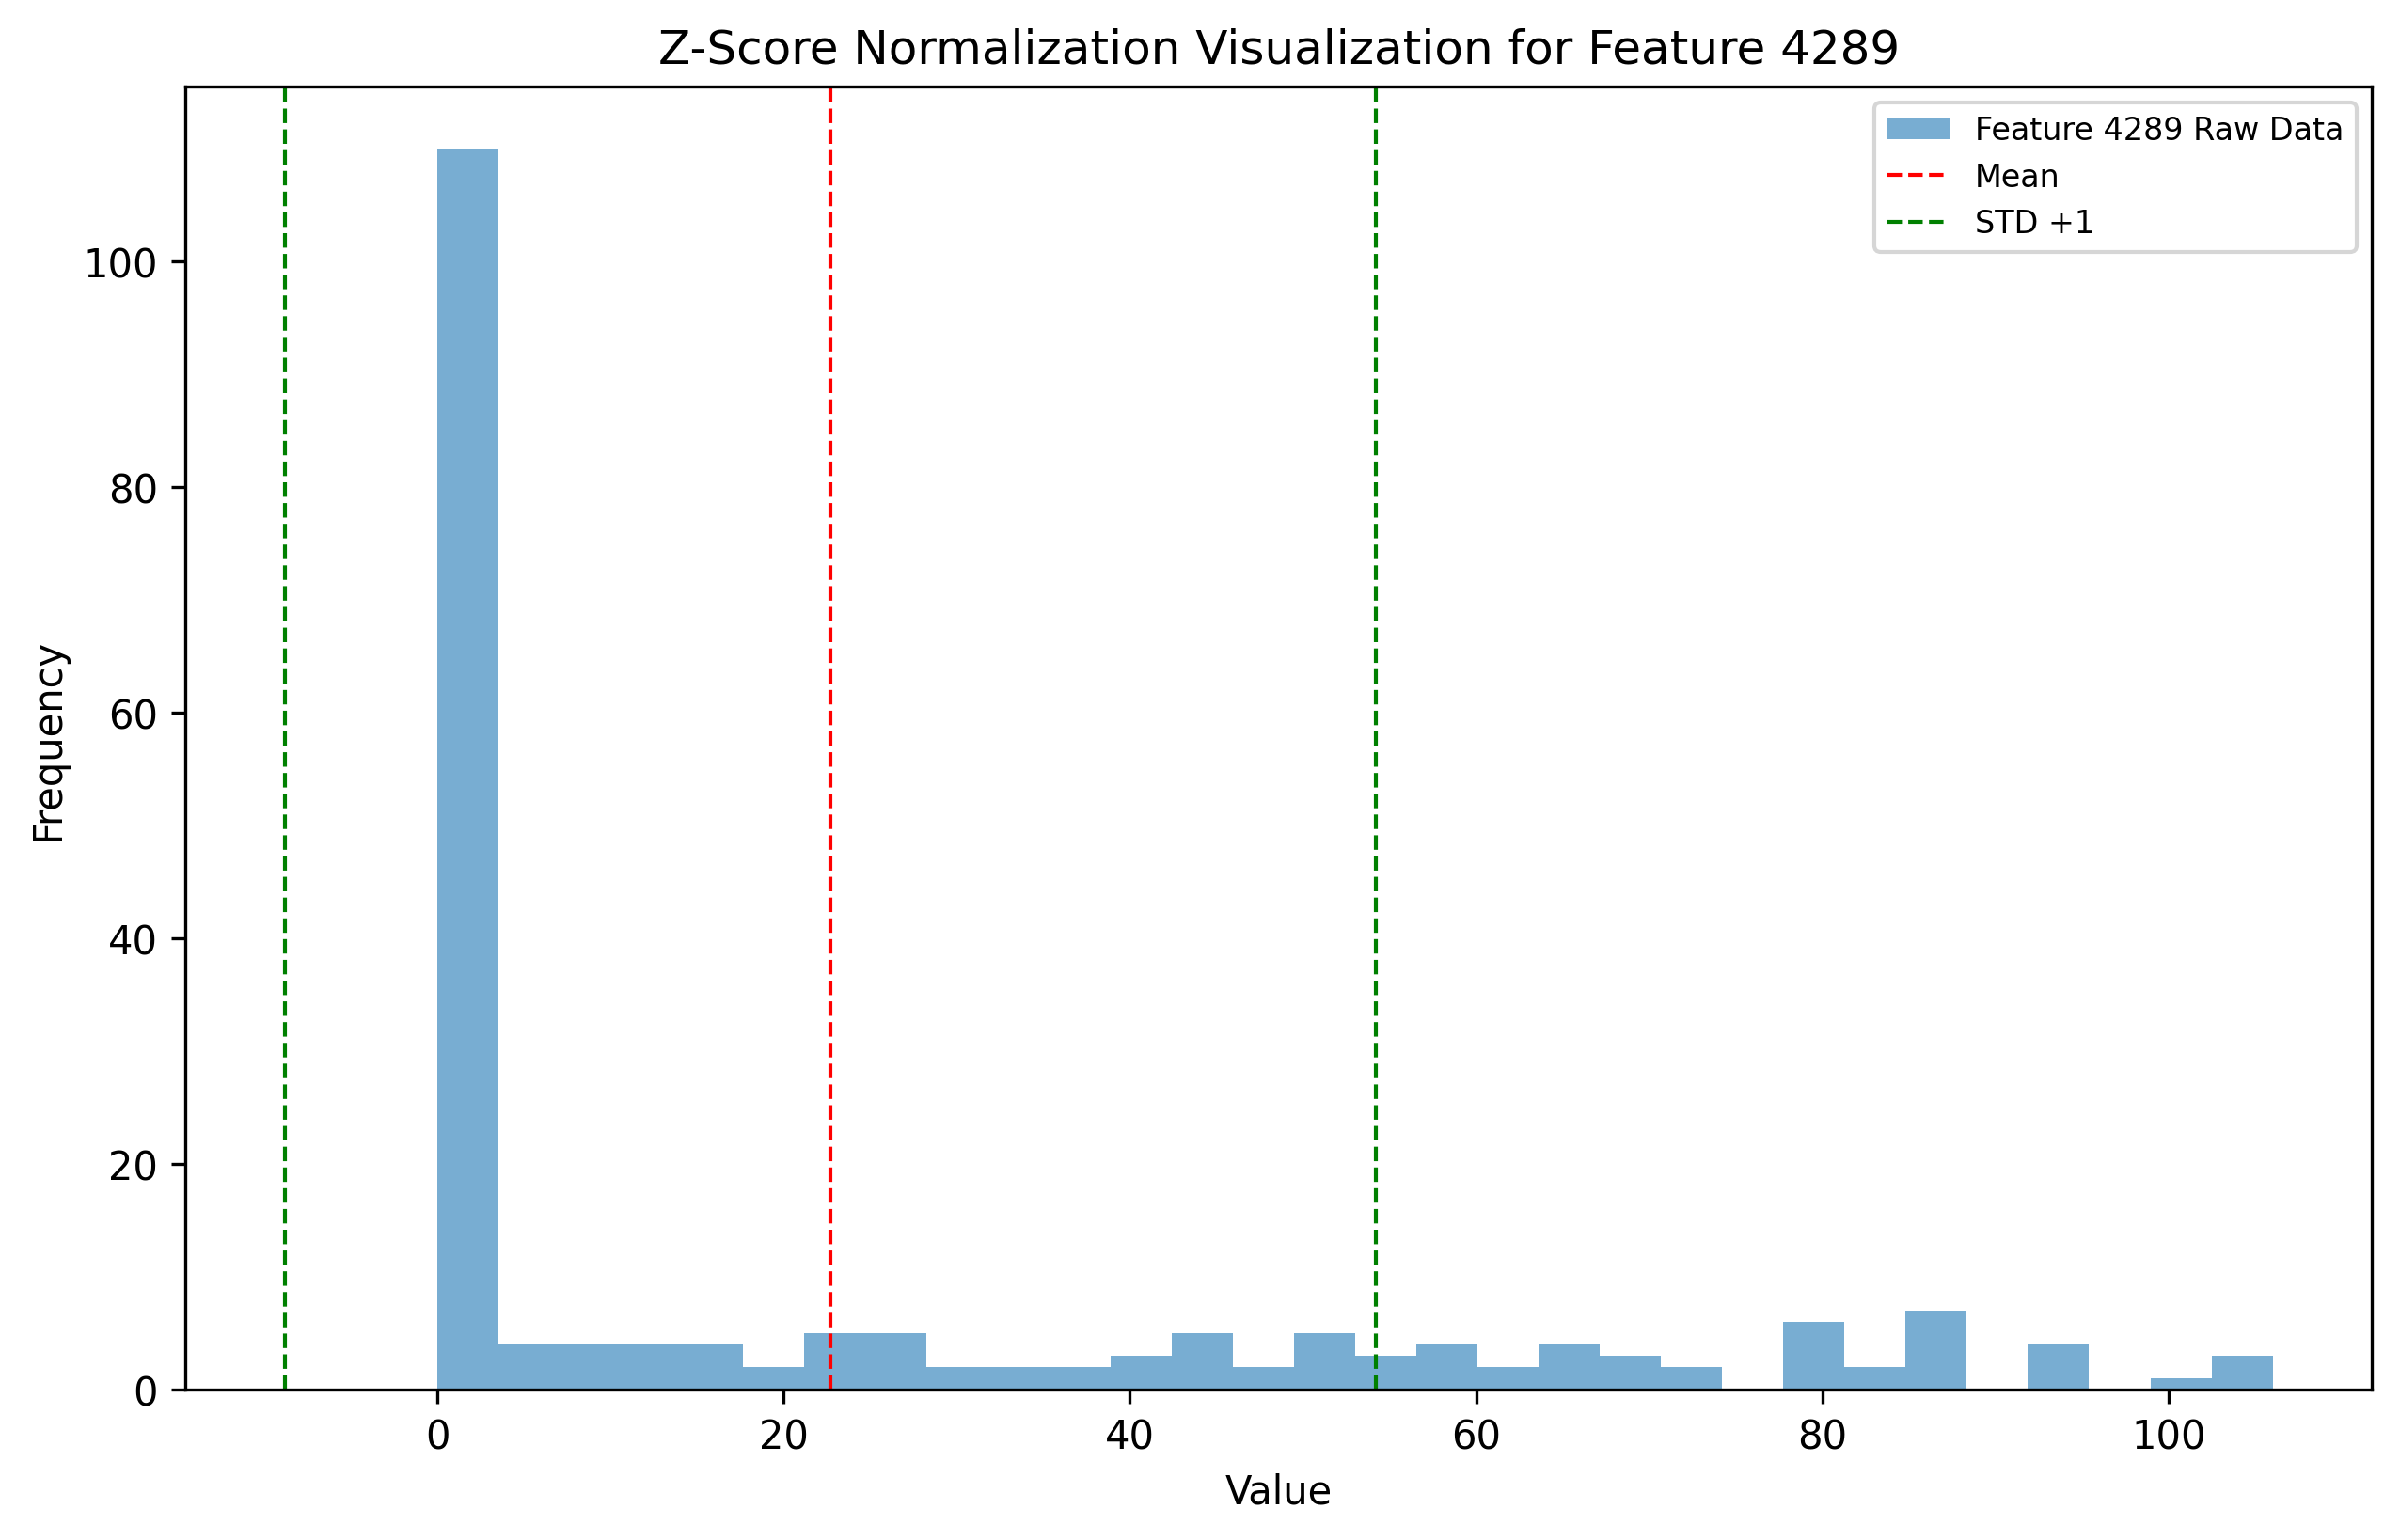 Z-Score Normalization Visualization for Feature 4289
Feature 4289 Raw Data
Mean
STD +1
Frequency
100
80
60
40
20
0
0 20 40 60 80 100
Value